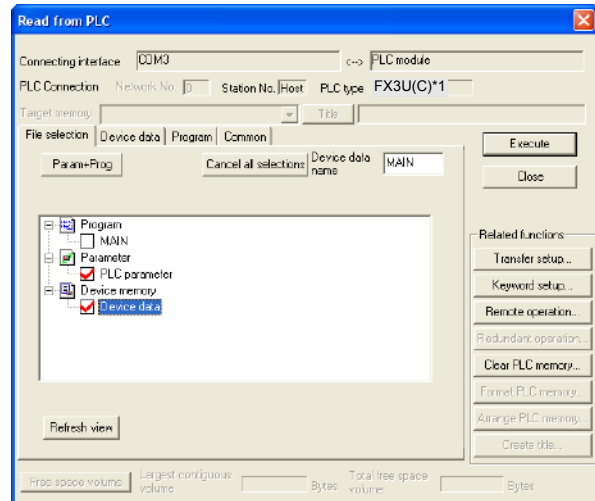 Read from PLC
Connecting interface COM3 <--> PLC module
PLC Connection Network No. 0 Station No. Host PLC type FX3U(C)*1
Target memory Title
File selection Device data Program Common
Execute
Param+Prog Cancel all selections Device data name MAIN
Close
Program
MAIN
Parameter
PLC parameter
Device memory
Device data
Related functions
Transfer setup...
Keyword setup...
Remote operation...
Redundant operation...
Clear PLC memory...
Format PLC memory...
Arrange PLC memory...
Create title...
Refresh view
Free space volume Largest contiguous volume Bytes Total free space volume Bytes